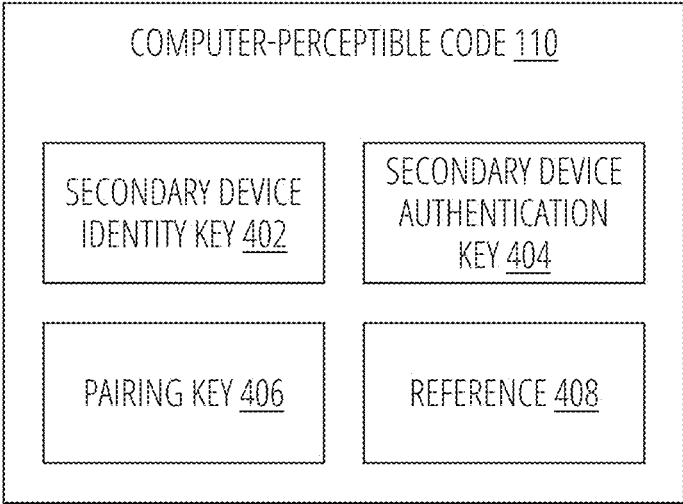 COMPUTER-PERCEPTIBLE CODE 110
SECONDARY DEVICE
IDENTITY KEY 402
SECONDARY DEVICE
AUTHENTICATION
KEY 404
PAIRING KEY 406
REFERENCE 408